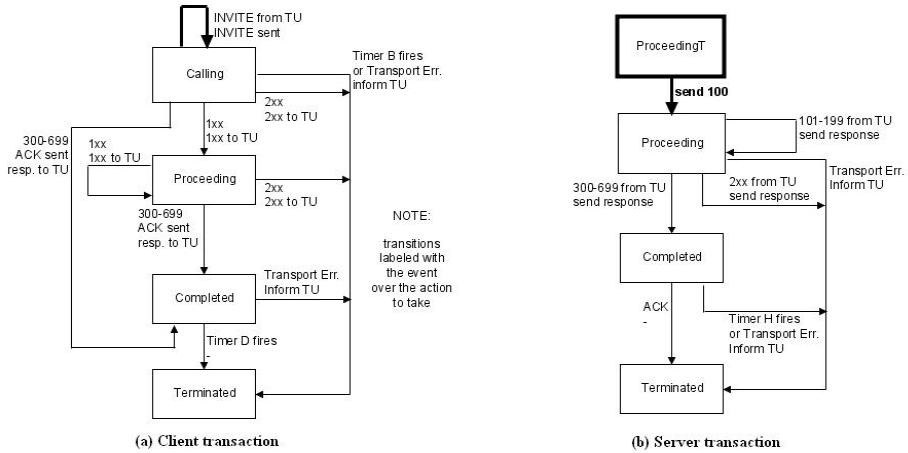 INVITE from TU
INVITE sent
Calling
Timer B fires
or Transport Err.
inform TU
2xx
2xx to TU
300-699
ACK sent
resp. to TU
1xx
1xx to TU
1xx
1xx to TU
Proceeding
2xx
2xx to TU
300-699
ACK sent
resp. to TU
NOTE:
transitions
labeled with
the event
over the action
to take
Completed
Transport Err.
Inform TU
Timer D fires
-
Terminated
(a) Client transaction
ProceedingT
send 100
Proceeding
101-199 from TU
send response
Transport Err.
Inform TU
300-699 from TU
send response
2xx from TU
send response
Completed
ACK
-
Timer H fires
or Transport Err.
Inform TU
Terminated
(b) Server transaction